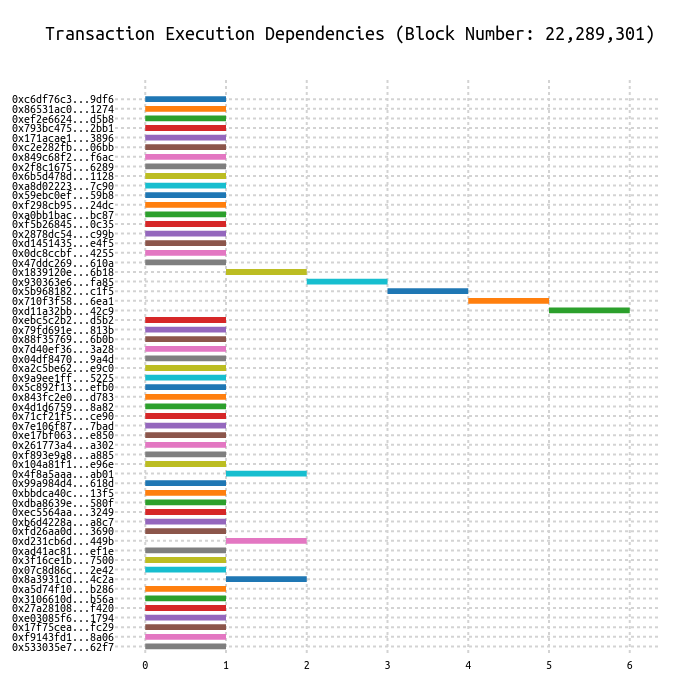 Transaction Execution Dependencies (Block Number: 22,289,301)
0xc6df76c3...9df6
0x86531ac0...1274
0xef2e6624...d5b8
0x793bc475...2bb1
0x171acae1...3896
0xc2e282fb...06bb
0x849c68f2...f6ac
0x2f8c1675...6289
0x6b5d478d...1128
0xa8d02223...7c90
0x59ebc0ef...59b8
0xf298cb95...24dc
0xa0bb1bac...bc87
0xf5b26845...0c35
0x2878dc54...c99b
0xd1451435...e4f5
0x0dc8ccbf...4255
0x47ddc269...610a
0x1839120e...6b18
0x930363e6...fa85
0x5b968182...c1f5
0x710f3f58...6ea1
0xd11a32bb...42c9
0xebc5c2b2...d5b2
0x79fd691e...813b
0x88f35769...6b0b
0x7d40ef36...3a28
0x04df8470...9a4d
0xa2c5be62...e9c0
0x9a9ee1ff...5225
0x5c892f13...efb0
0x843fc2e0...d783
0x4d1d6759...8a82
0x71cf21f5...ce90
0x7e106f87...7bad
0xe17bf063...e850
0x261773a4...a302
0xf893e9a8...a885
0x104a81f1...e96e
0x4f8a5aaa...ab01
0x99a984d4...618d
0xbbdca40c...13f5
0xdba8639e...580f
0xec5564aa...3249
0xb6d4228a...a8c7
0xfd26aa0d...3690
0xd231cb6d...449b
0xad41ac81...ef1e
0x3f16ce1b...7500
0x07c8d86c...2e42
0x8a3931cd...4c2a
0xa5d74f10...b286
0x3106610d...b56a
0x27a28108...f420
0xe03085f6...1794
0x17f75cea...fc29
0xf9143fd1...8a06
0x533035e7...62f7
0 1 2 3 4 5 6